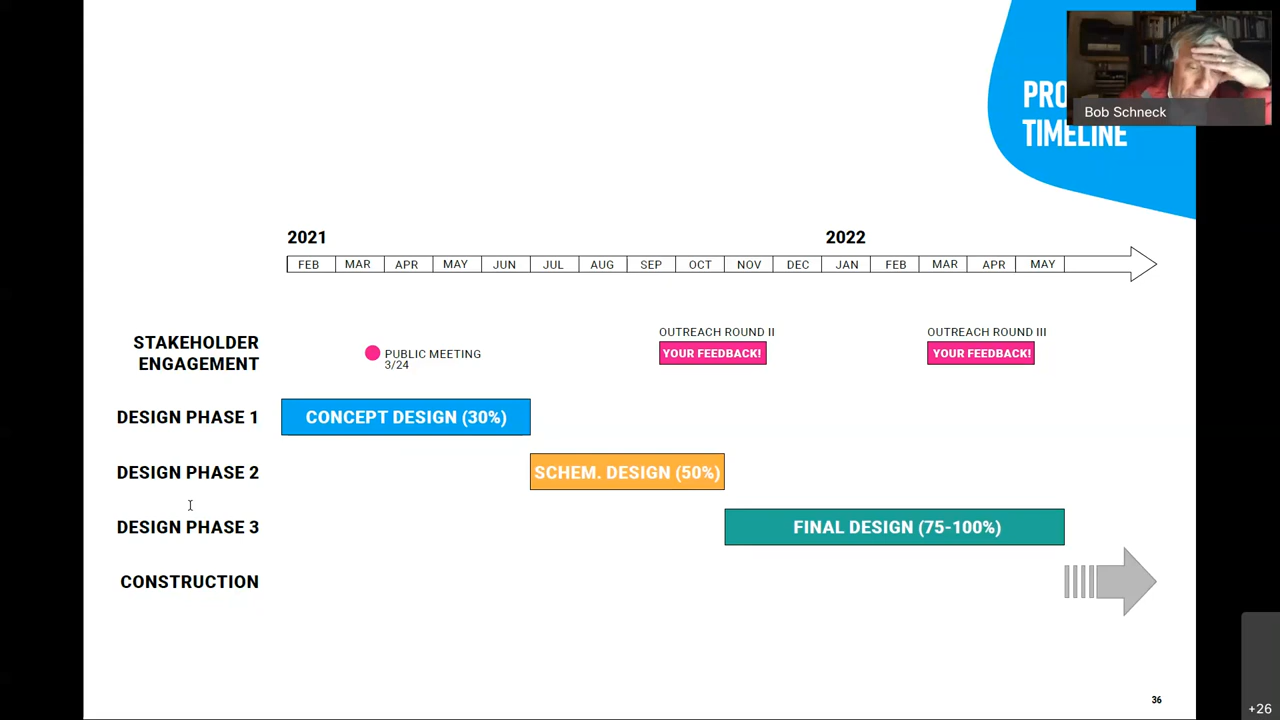 PRO
TIMELINE
Bob Schneck
2021
2022
FEB MAR APR MAY JUN JUL AUG SEP OCT NOV DEC JAN FEB MAR APR MAY
STAKEHOLDER
ENGAGEMENT
PUBLIC MEETING
3/24
OUTREACH ROUND II
YOUR FEEDBACK!
OUTREACH ROUND III
YOUR FEEDBACK!
DESIGN PHASE 1
CONCEPT DESIGN (30%)
DESIGN PHASE 2
SCHEM. DESIGN (50%)
DESIGN PHASE 3
FINAL DESIGN (75-100%)
CONSTRUCTION
36
+26